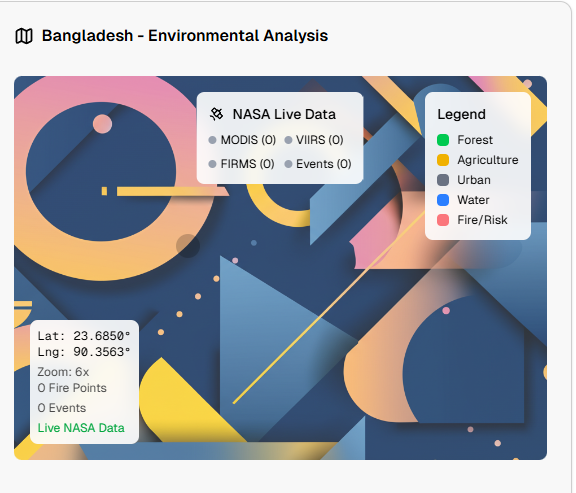 Bangladesh - Environmental Analysis
NASA Live Data
MODIS (0) VIIRS (0)
FIRMS (0) Events (0)
Legend
Forest
Agriculture
Urban
Water
Fire/Risk
Lat: 23.6850°
Lng: 90.3563°
Zoom: 6x
0 Fire Points
0 Events
Live NASA Data